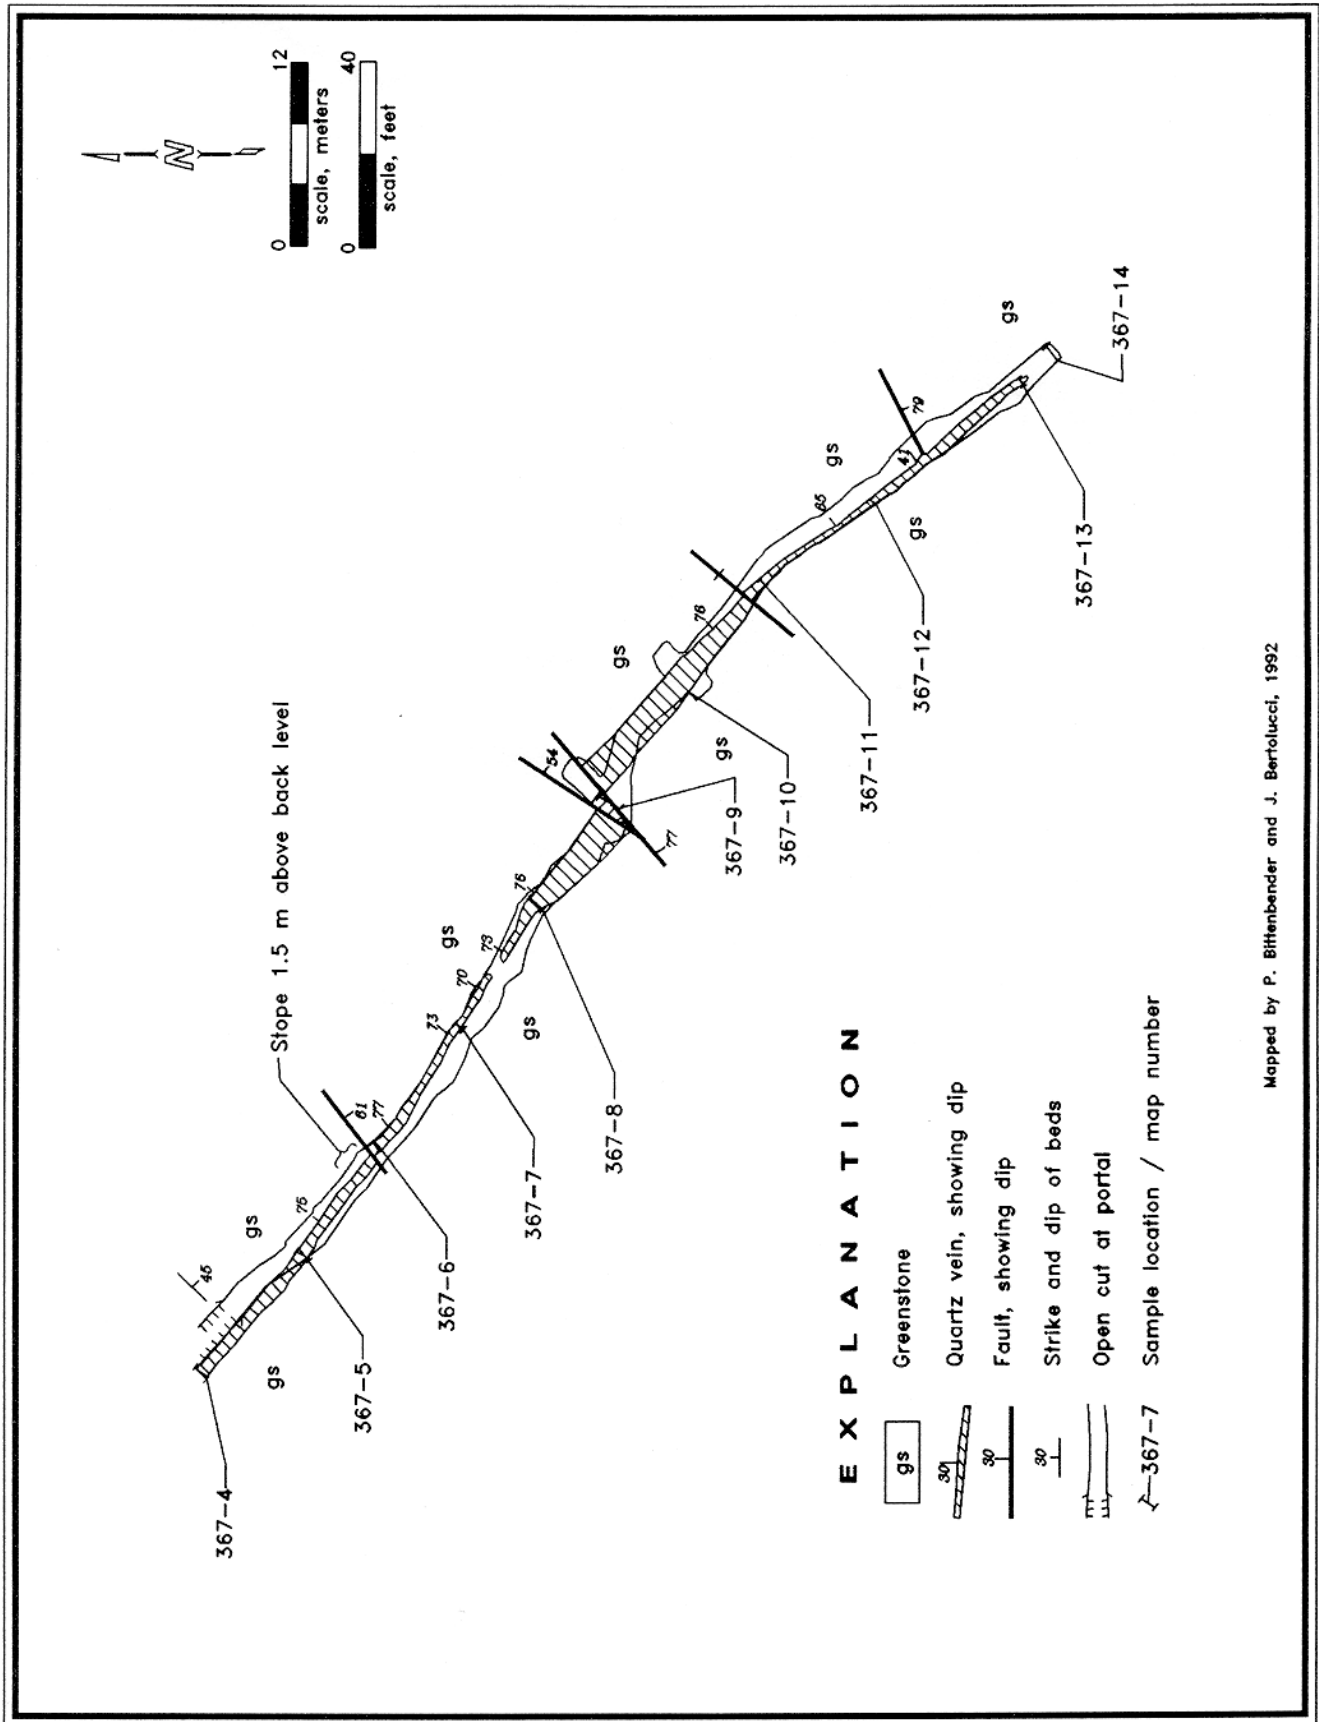 N
0 12
scale, meters
0 40
scale, feet
Stope 1.5 m above back level
367-4
367-5
367-6
367-7
367-8
367-9
367-10
367-11
367-12
367-13
367-14
gs
gs
gs
gs
gs
gs
gs
gs
gs
45
75
61
77
73
70
73
76
54
77
76
65
41
79
EXPLANATION
gs Greenstone
30 Quartz vein, showing dip
30 Fault, showing dip
30 Strike and dip of beds
Open cut at portal
367-7 Sample location / map number
Mapped by P. Bittenbender and J. Bertolucci, 1992